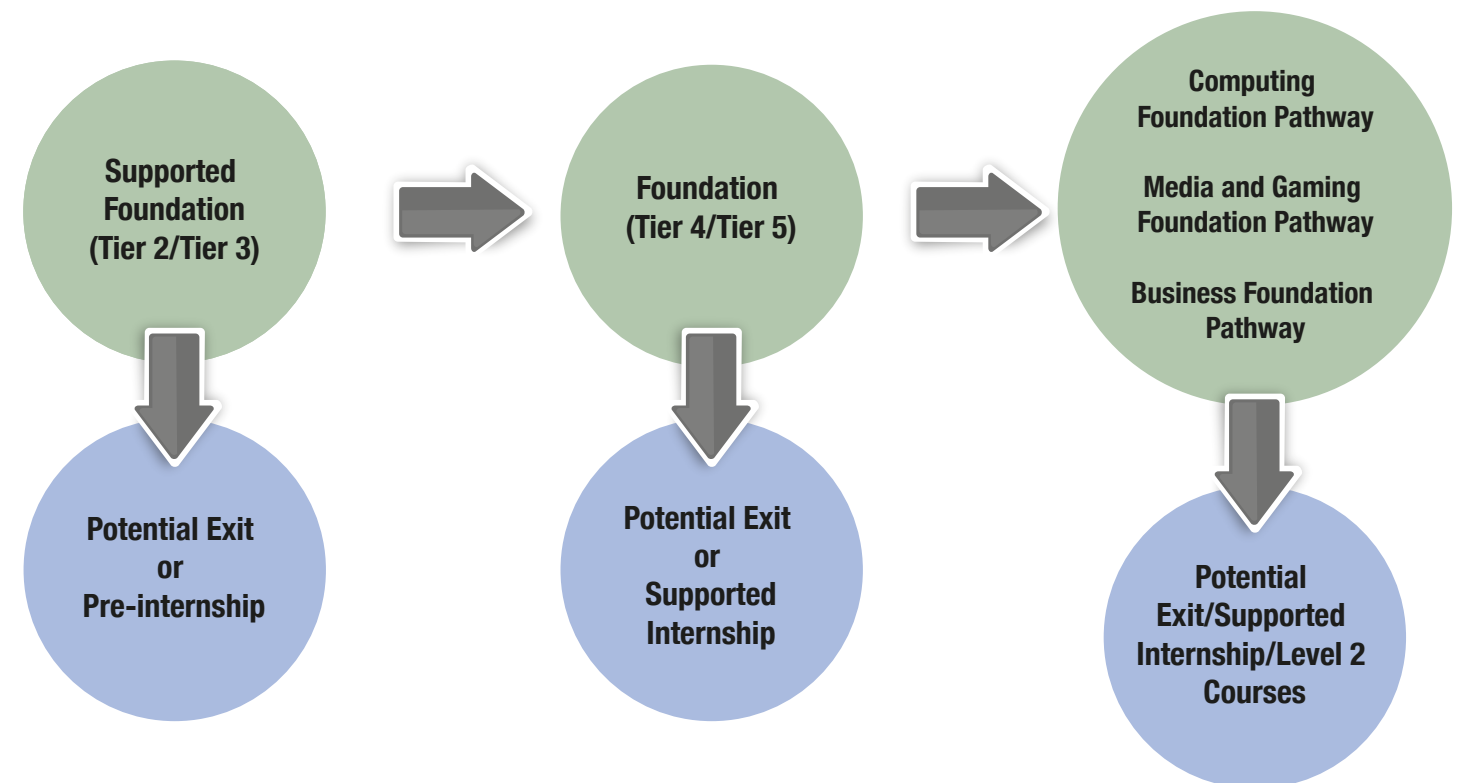 Supported
Foundation
(Tier 2/Tier 3)
Foundation
(Tier 4/Tier 5)
Computing
Foundation Pathway
Media and Gaming
Foundation Pathway
Business Foundation
Pathway
Potential Exit
or
Pre-internship
Potential Exit
or
Supported
Internship
Potential
Exit/Supported
Internship/Level 2
Courses